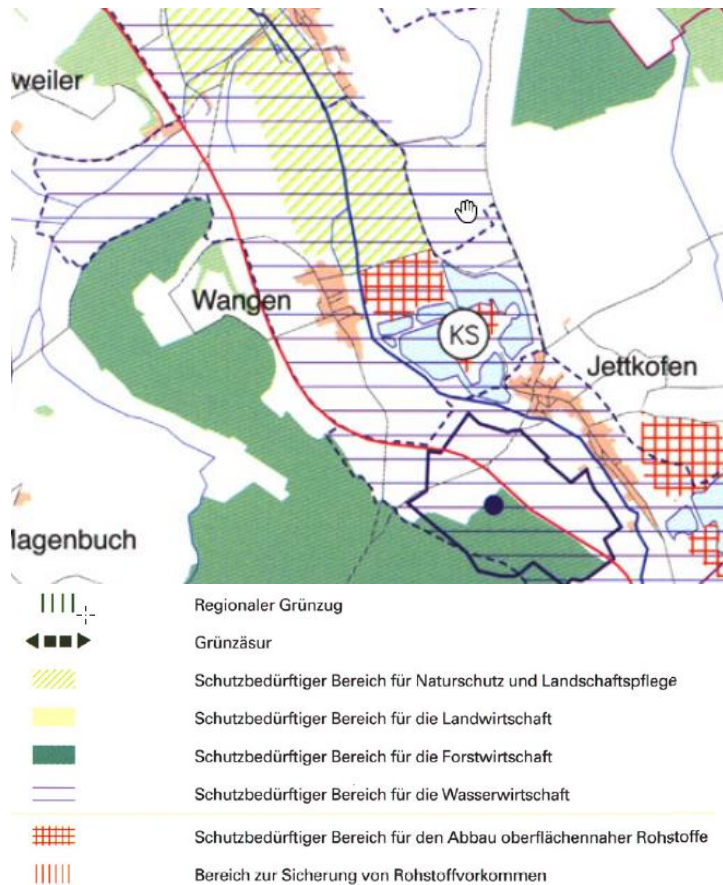 weiler
Wangen
KS
Jettkofen
Magenbuch
Regionaler Grünzug
Grünzäsur
Schutzbedürftiger Bereich für Naturschutz und Landschaftspflege
Schutzbedürftiger Bereich für die Landwirtschaft
Schutzbedürftiger Bereich für die Forstwirtschaft
Schutzbedürftiger Bereich für die Wasserwirtschaft
Schutzbedürftiger Bereich für den Abbau oberflächennaher Rohstoffe
Bereich zur Sicherung von Rohstoffvorkommen